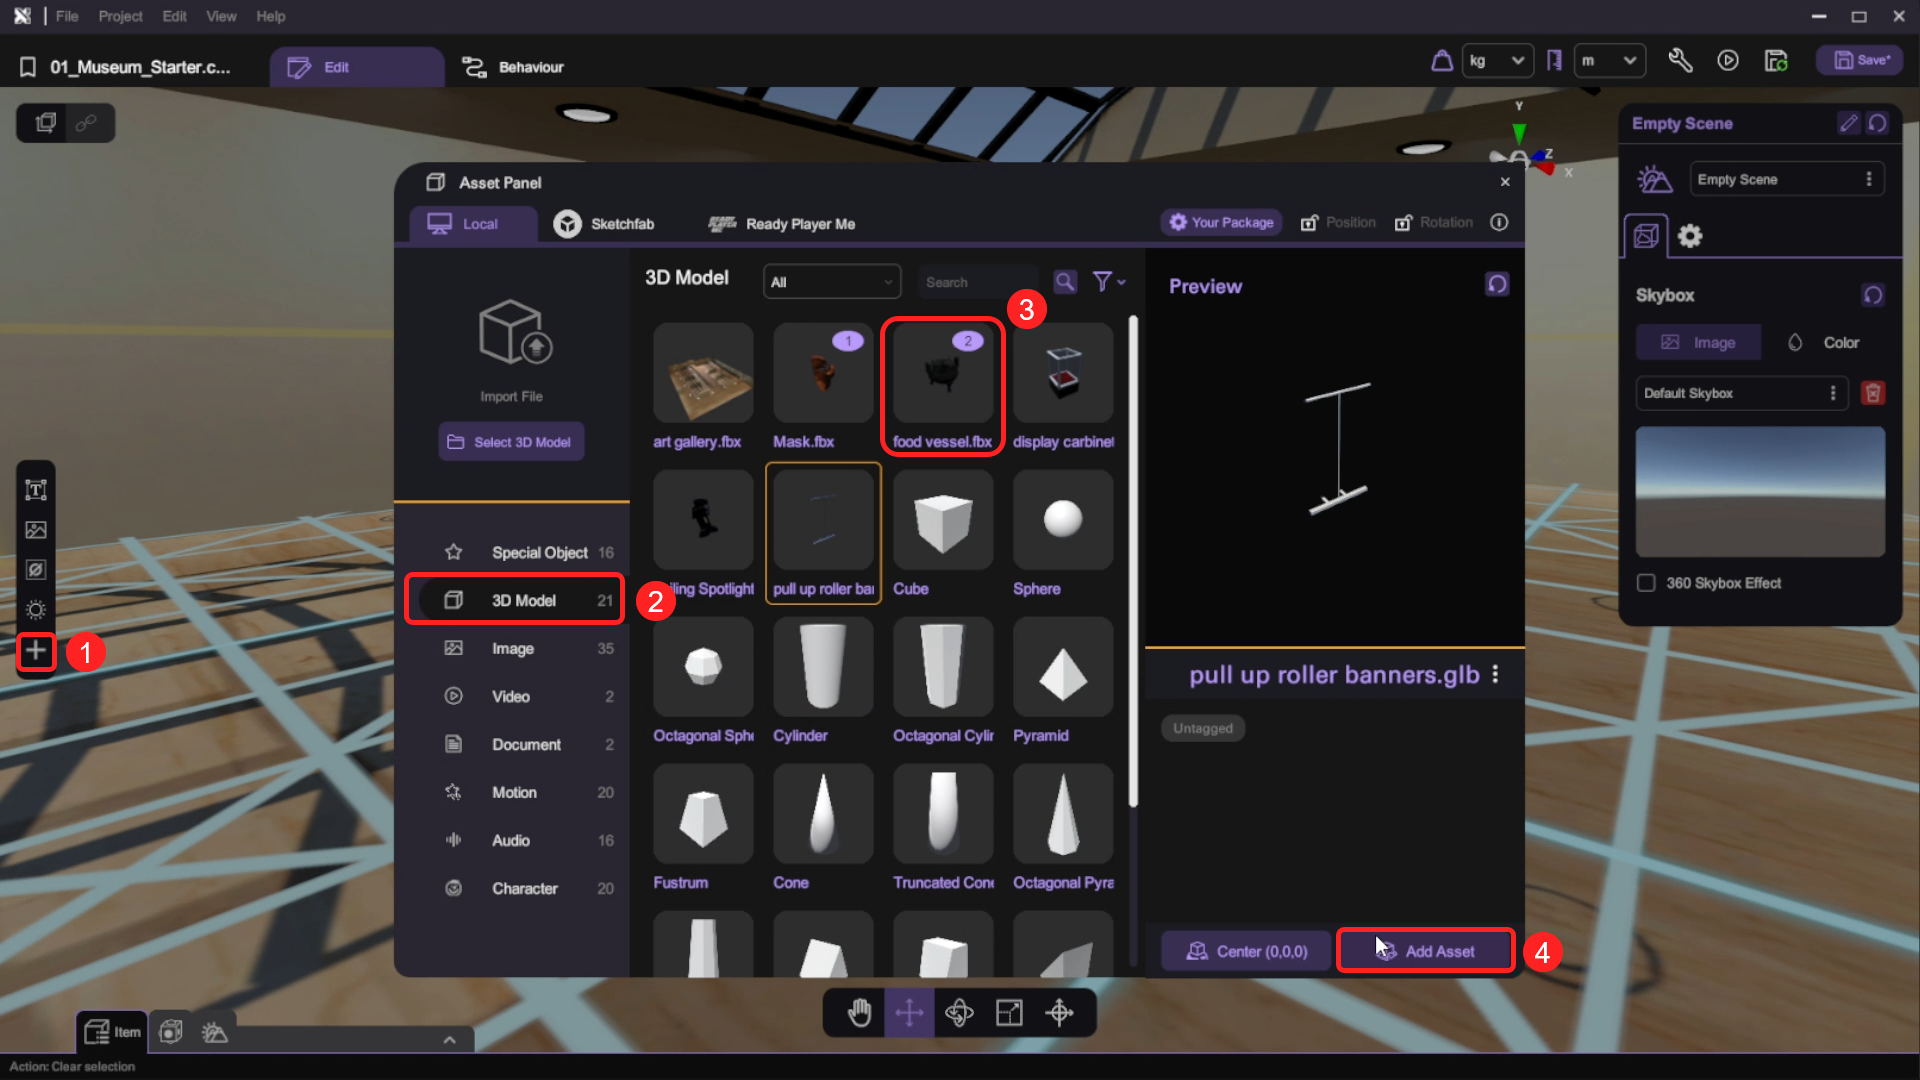 File Project Edit View Help
01_Museum_Starter.c... Edit Behaviour kg m Save*
Y
Z
X
Empty Scene
Empty Scene
Skybox
Image Color
Default Skybox
360 Skybox Effect
Asset Panel
Local Sketchfab Ready Player Me Your Package Position Rotation
Import File
Select 3D Model
Special Object 16
3D Model 21
Image 35
Video 2
Document 2
Motion 20
Audio 16
Character 20
1
2
3D Model All Search
3
1 2
art gallery.fbx Mask.fbx food vessel.fbx display carbinet
iling Spotlight pull up roller bar Cube Sphere
Octagonal Sphe Cylinder Octagonal Cylin Pyramid
Fustrum Cone Truncated Cone Octagonal Pyra
Preview
pull up roller banners.glb
Untagged
Center (0,0,0) Add Asset
4
Item
Action: Clear selection